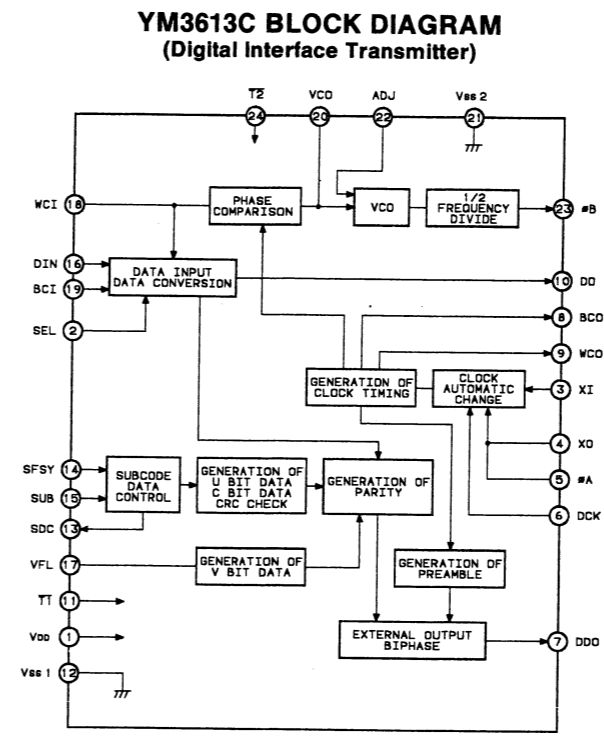 YM3613C BLOCK DIAGRAM
(Digital Interface Transmitter)
T2 VCO ADJ Vss 2
24 20 22 21
WCI 18
PHASE
COMPARISON
VCO
1/2
FREQUENCY
DIVIDE
23 øB
DIN 16
BCI 19
DATA INPUT
DATA CONVERSION
10 DO
SEL 2
8 BCO
9 WCO
GENERATION OF
CLOCK TIMING
CLOCK
AUTOMATIC
CHANGE
3 XI
4 XO
5 øA
6 DCK
SFSY 14
SUB 15
SDC 13
SUBCODE
DATA
CONTROL
GENERATION OF
U BIT DATA
C BIT DATA
CRC CHECK
GENERATION OF
PARITY
VFL 17
GENERATION OF
V BIT DATA
GENERATION OF
PREAMBLE
T1 11
VDD 1
EXTERNAL OUTPUT
BIPHASE
7 DDO
Vss 1 12